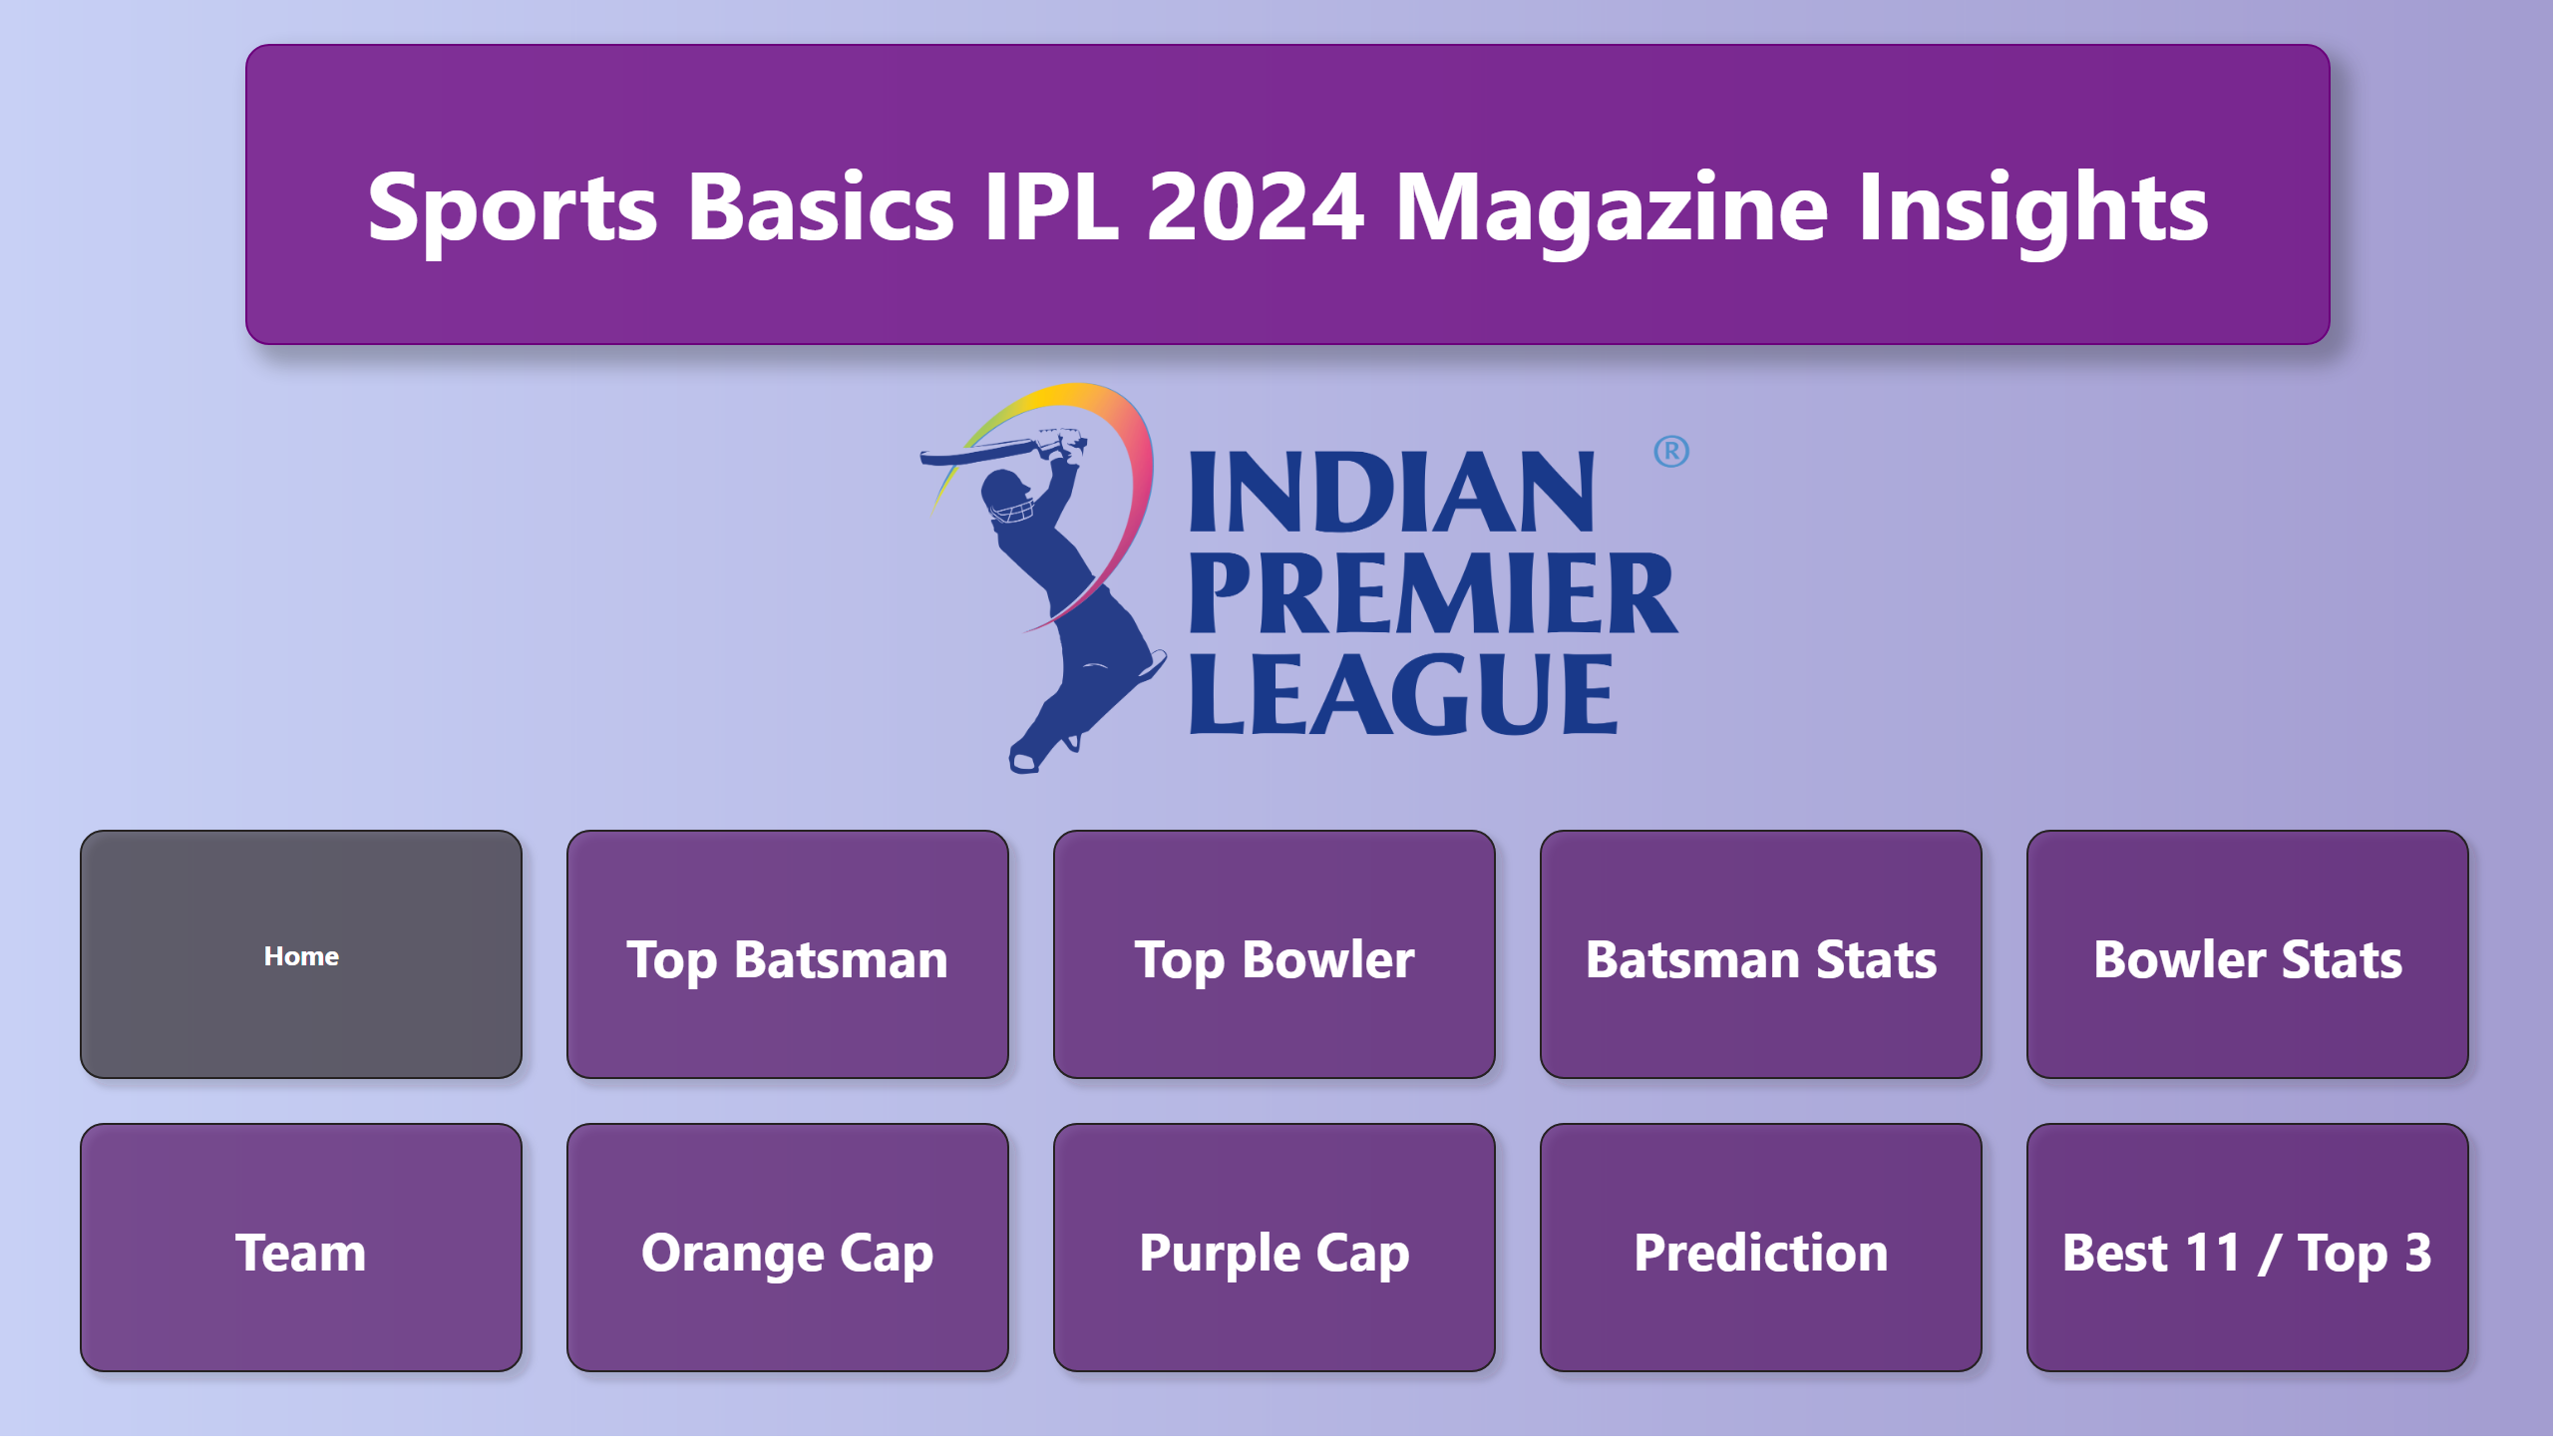 Sports Basics IPL 2024 Magazine Insights
INDIAN
PREMIER
LEAGUE
®
Home
Top Batsman
Top Bowler
Batsman Stats
Bowler Stats
Team
Orange Cap
Purple Cap
Prediction
Best 11 / Top 3